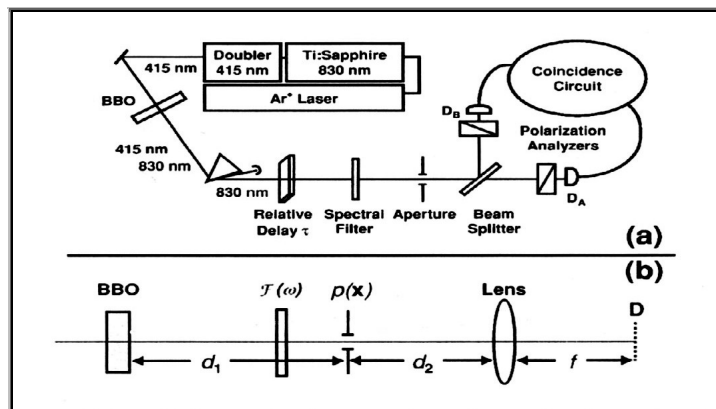 Doubler
415 nm
Ti:Sapphire
830 nm
Ar⁺ Laser
415 nm
BBO
415 nm
830 nm
830 nm
Relative
Delay τ
Spectral
Filter
Aperture
Beam
Splitter
D_B
Polarization
Analyzers
D_A
Coincidence
Circuit
(a)
(b)
BBO
𝒯(ω)
p(x)
Lens
D
d₁
d₂
f